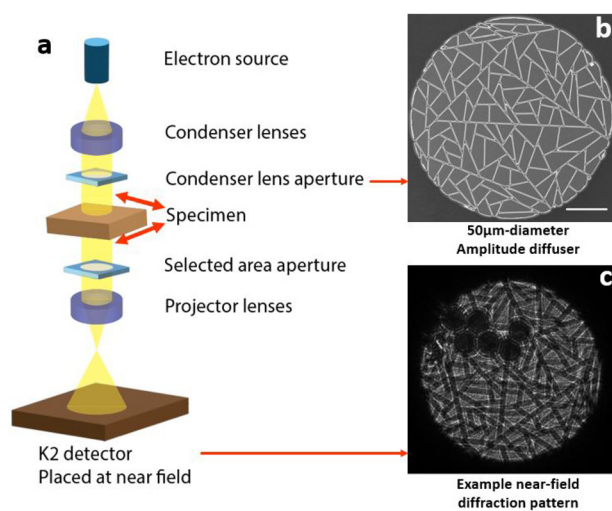 a
Electron source
Condenser lenses
Condenser lens aperture
Specimen
Selected area aperture
Projector lenses
K2 detector
Placed at near field
b
50µm-diameter
Amplitude diffuser
c
Example near-field
diffraction pattern